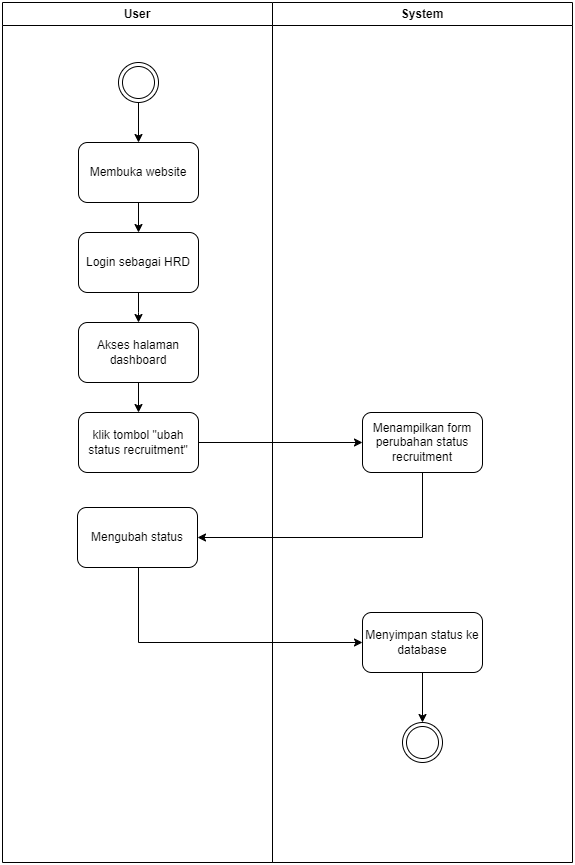 User
System
Membuka website
Login sebagai HRD
Akses halaman
dashboard
klik tombol "ubah
status recruitment"
Menampilkan form
perubahan status
recruitment
Mengubah status
Menyimpan status ke
database